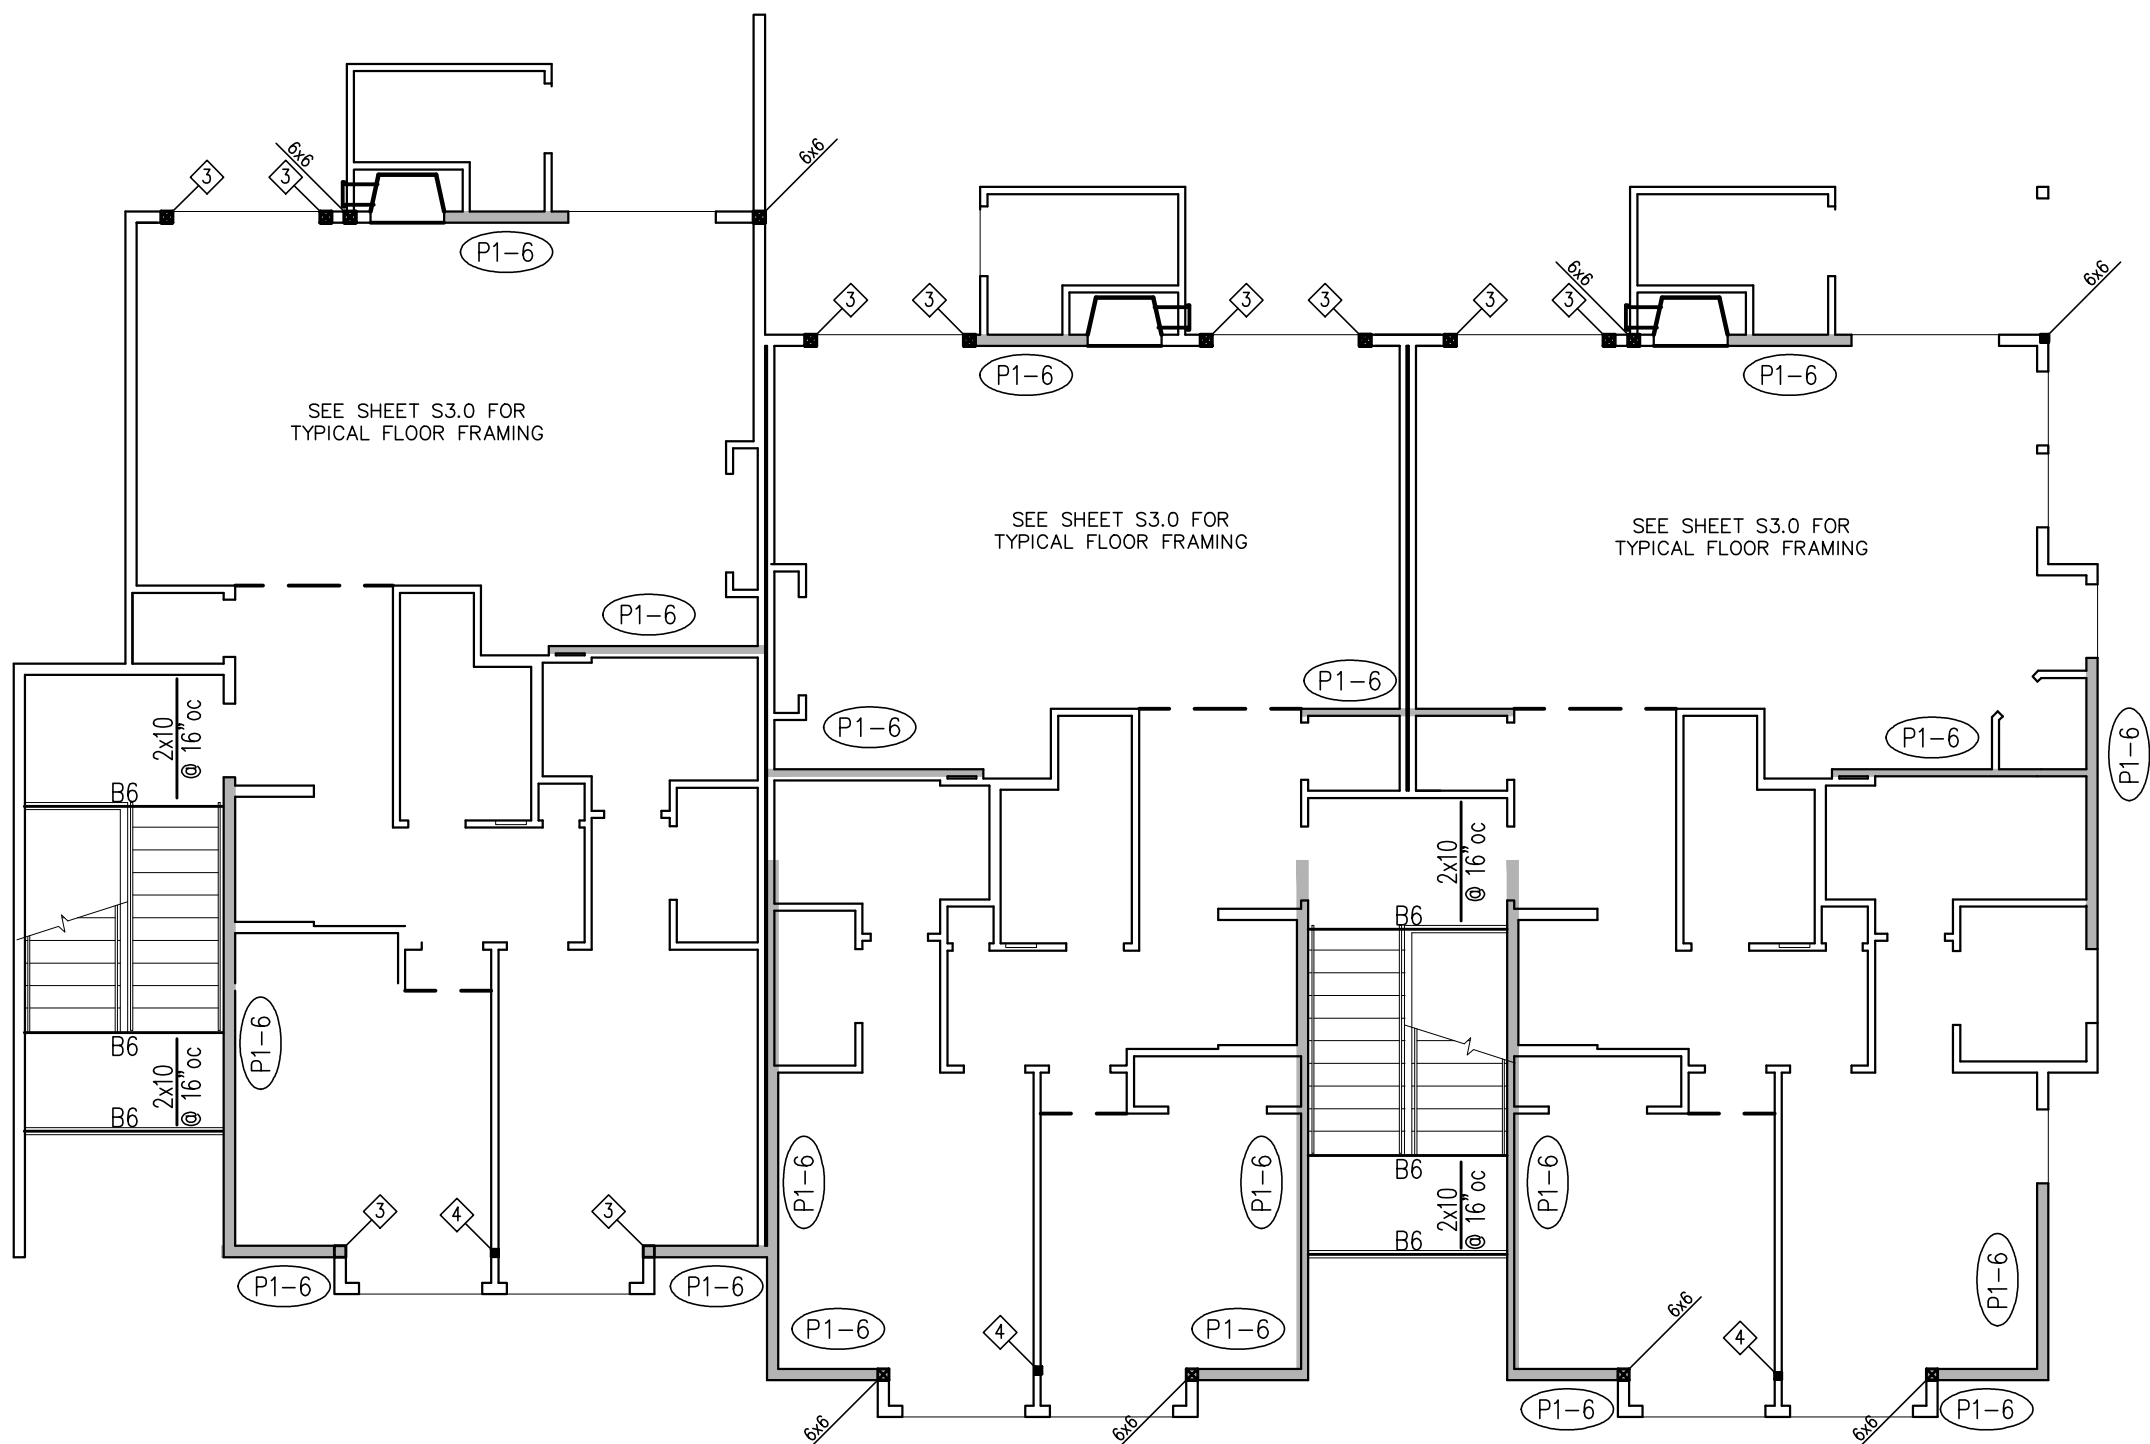 6x6
6x6
3
3
P1-6
6x6
6x6
3
3
3
3
3
3
P1-6
P1-6
SEE SHEET S3.0 FOR
TYPICAL FLOOR FRAMING
SEE SHEET S3.0 FOR
TYPICAL FLOOR FRAMING
SEE SHEET S3.0 FOR
TYPICAL FLOOR FRAMING
P1-6
P1-6
P1-6
P1-6
P1-6
2x10
@ 16"oc
B6
2x10
@ 16"oc
B6
P1-6
B6
2x10
@ 16"oc
B6
P1-6
P1-6
P1-6
B6
2x10
@ 16"oc
B6
3
4
3
P1-6
P1-6
P1-6
6x6
P1-6
P1-6
4
4
P1-6
P1-6
6x6
6x6
6x6